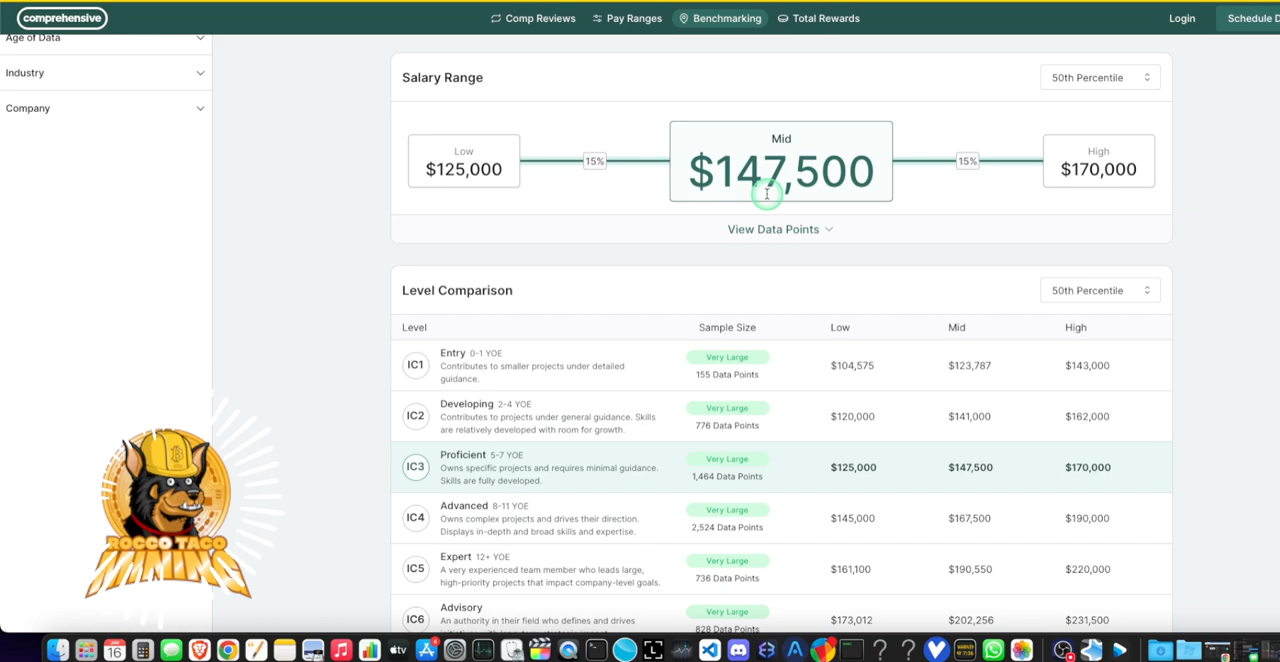 comprehensive
Comp Reviews
Pay Ranges
Benchmarking
Total Rewards
Login
Schedule D
Age of Data
Industry
Company
Salary Range
50th Percentile
Low
$125,000
15%
Mid
$147,500
15%
High
$170,000
View Data Points
Level Comparison
50th Percentile
Level Sample Size Low Mid High
IC1
Entry 0-1 YOE
Contributes to smaller projects under detailed
guidance.
Very Large
155 Data Points
$104,575 $123,787 $143,000
IC2
Developing 2-4 YOE
Contributes to projects under general guidance. Skills
are relatively developed with room for growth.
Very Large
776 Data Points
$120,000 $141,000 $162,000
IC3
Proficient 5-7 YOE
Owns specific projects and requires minimal guidance.
Skills are fully developed.
Very Large
1,464 Data Points
$125,000 $147,500 $170,000
IC4
Advanced 8-11 YOE
Owns complex projects and drives their direction.
Displays in-depth and broad skills and expertise.
Very Large
2,524 Data Points
$145,000 $167,500 $190,000
IC5
Expert 12+ YOE
A very experienced team member who leads large,
high-priority projects that impact company-level goals.
Very Large
736 Data Points
$161,100 $190,550 $220,000
IC6
Advisory
An authority in their field who defines and drives
Very Large
828 Data Points
$173,012 $202,256 $231,500
ROCCO TACO
MINING
JAN
16
tv